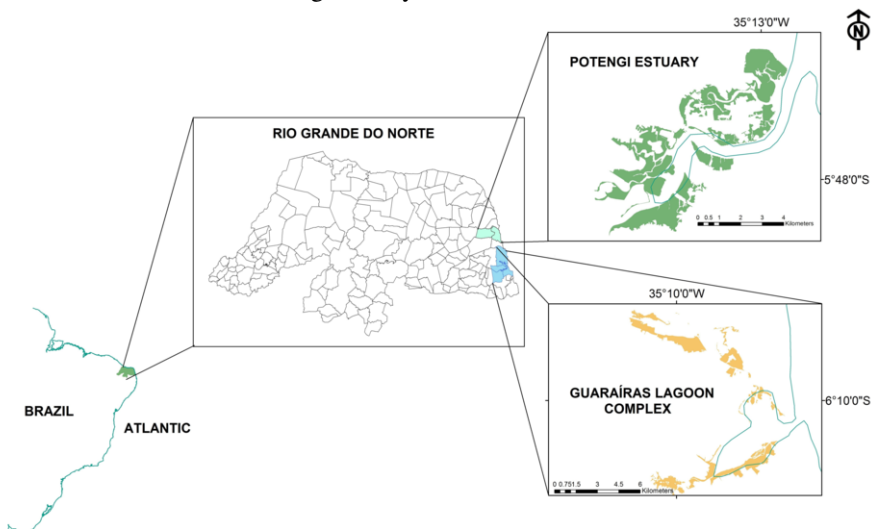 35°13'0"W
N
POTENGI ESTUARY
5°48'0"S
0 0.5 1 2 3 4
Kilometers
RIO GRANDE DO NORTE
35°10'0"W
GUARAÍRAS LAGOON
COMPLEX
6°10'0"S
0 0.751.5 3 4.5 6
Kilometers
BRAZIL
ATLANTIC